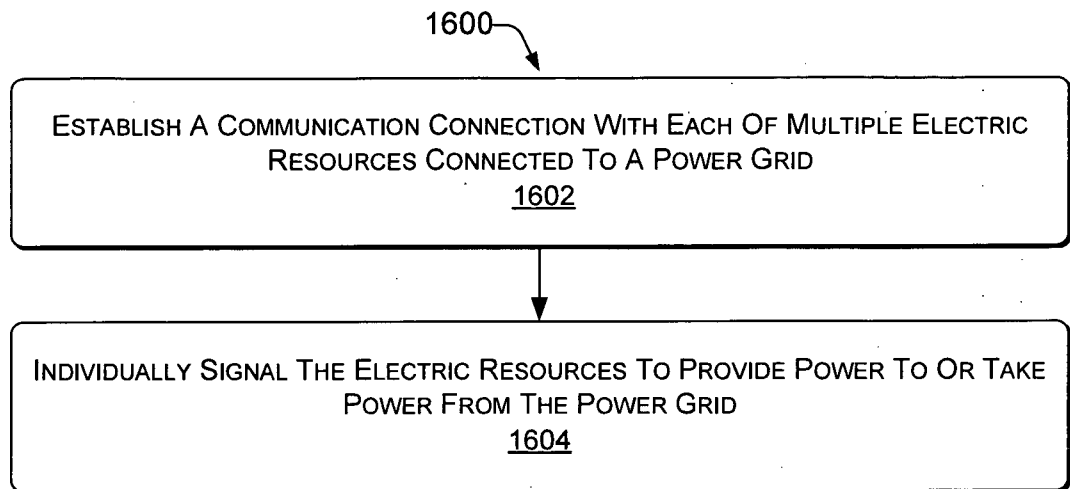 1600
ESTABLISH A COMMUNICATION CONNECTION WITH EACH OF MULTIPLE ELECTRIC
RESOURCES CONNECTED TO A POWER GRID
1602
INDIVIDUALLY SIGNAL THE ELECTRIC RESOURCES TO PROVIDE POWER TO OR TAKE
POWER FROM THE POWER GRID
1604